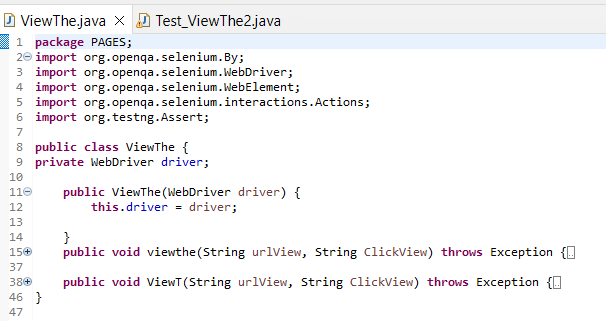 ViewThe.java Test_ViewThe2.java
1 package PAGES;
2 import org.openqa.selenium.By;
3 import org.openqa.selenium.WebDriver;
4 import org.openqa.selenium.WebElement;
5 import org.openqa.selenium.interactions.Actions;
6 import org.testng.Assert;
7
8 public class ViewThe {
9 private WebDriver driver;
10
11 public ViewThe(WebDriver driver) {
12 this.driver = driver;
13
14 }
15 public void viewthe(String urlView, String ClickView) throws Exception {
37
38 public void ViewT(String urlView, String ClickView) throws Exception {
46 }
47